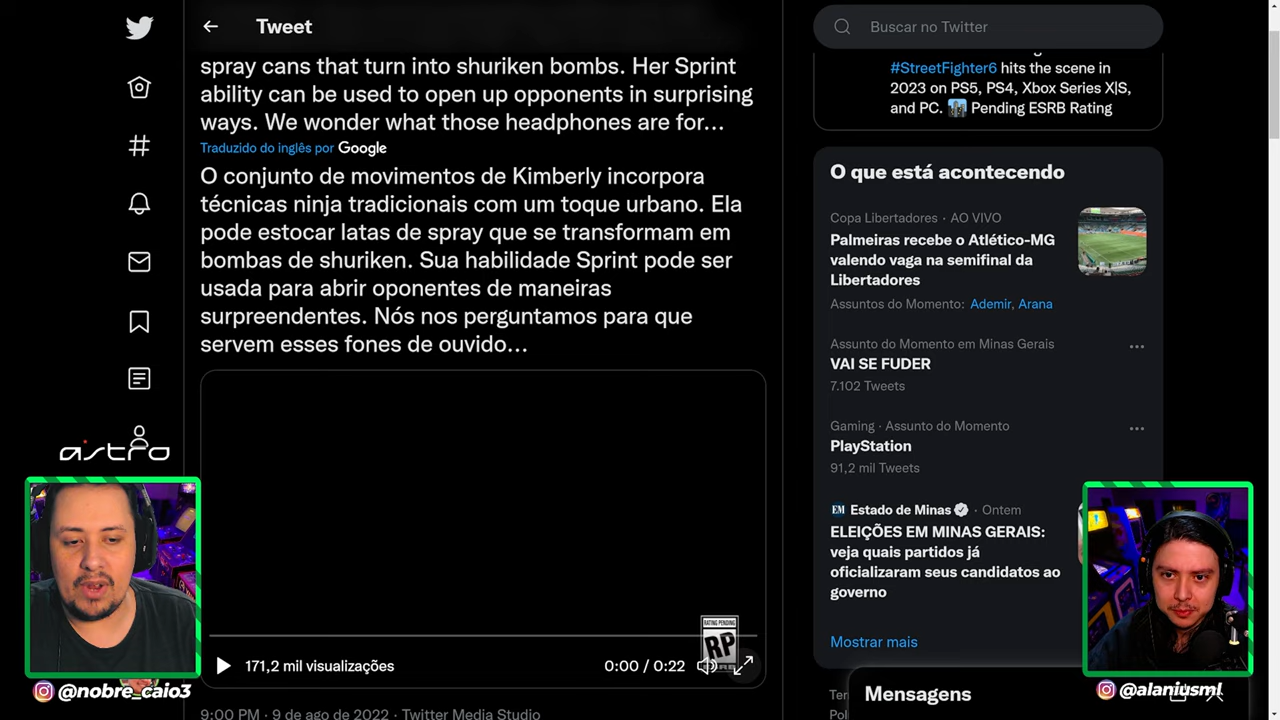 Tweet
spray cans that turn into shuriken bombs. Her Sprint
ability can be used to open up opponents in surprising
ways. We wonder what those headphones are for…
Traduzido do inglês por Google
O conjunto de movimentos de Kimberly incorpora
técnicas ninja tradicionais com um toque urbano. Ela
pode estocar latas de spray que se transformam em
bombas de shuriken. Sua habilidade Sprint pode ser
usada para abrir oponentes de maneiras
surpreendentes. Nós nos perguntamos para que
servem esses fones de ouvido…
RATING PENDING
RP
171,2 mil visualizações
0:00 / 0:22
9:00 PM · 9 de ago de 2022 · Twitter Media Studio
Buscar no Twitter
#StreetFighter6 hits the scene in
2023 on PS5, PS4, Xbox Series X|S,
and PC. Pending ESRB Rating
O que está acontecendo
Copa Libertadores · AO VIVO
Palmeiras recebe o Atlético-MG
valendo vaga na semifinal da
Libertadores
Assuntos do Momento: Ademir, Arana
Assunto do Momento em Minas Gerais
VAI SE FUDER
7.102 Tweets
Gaming · Assunto do Momento
PlayStation
91,2 mil Tweets
EM Estado de Minas · Ontem
ELEIÇÕES EM MINAS GERAIS:
veja quais partidos já
oficializaram seus candidatos ao
governo
Mostrar mais
Mensagens
astro
@nobre_caio3
@alaniusml